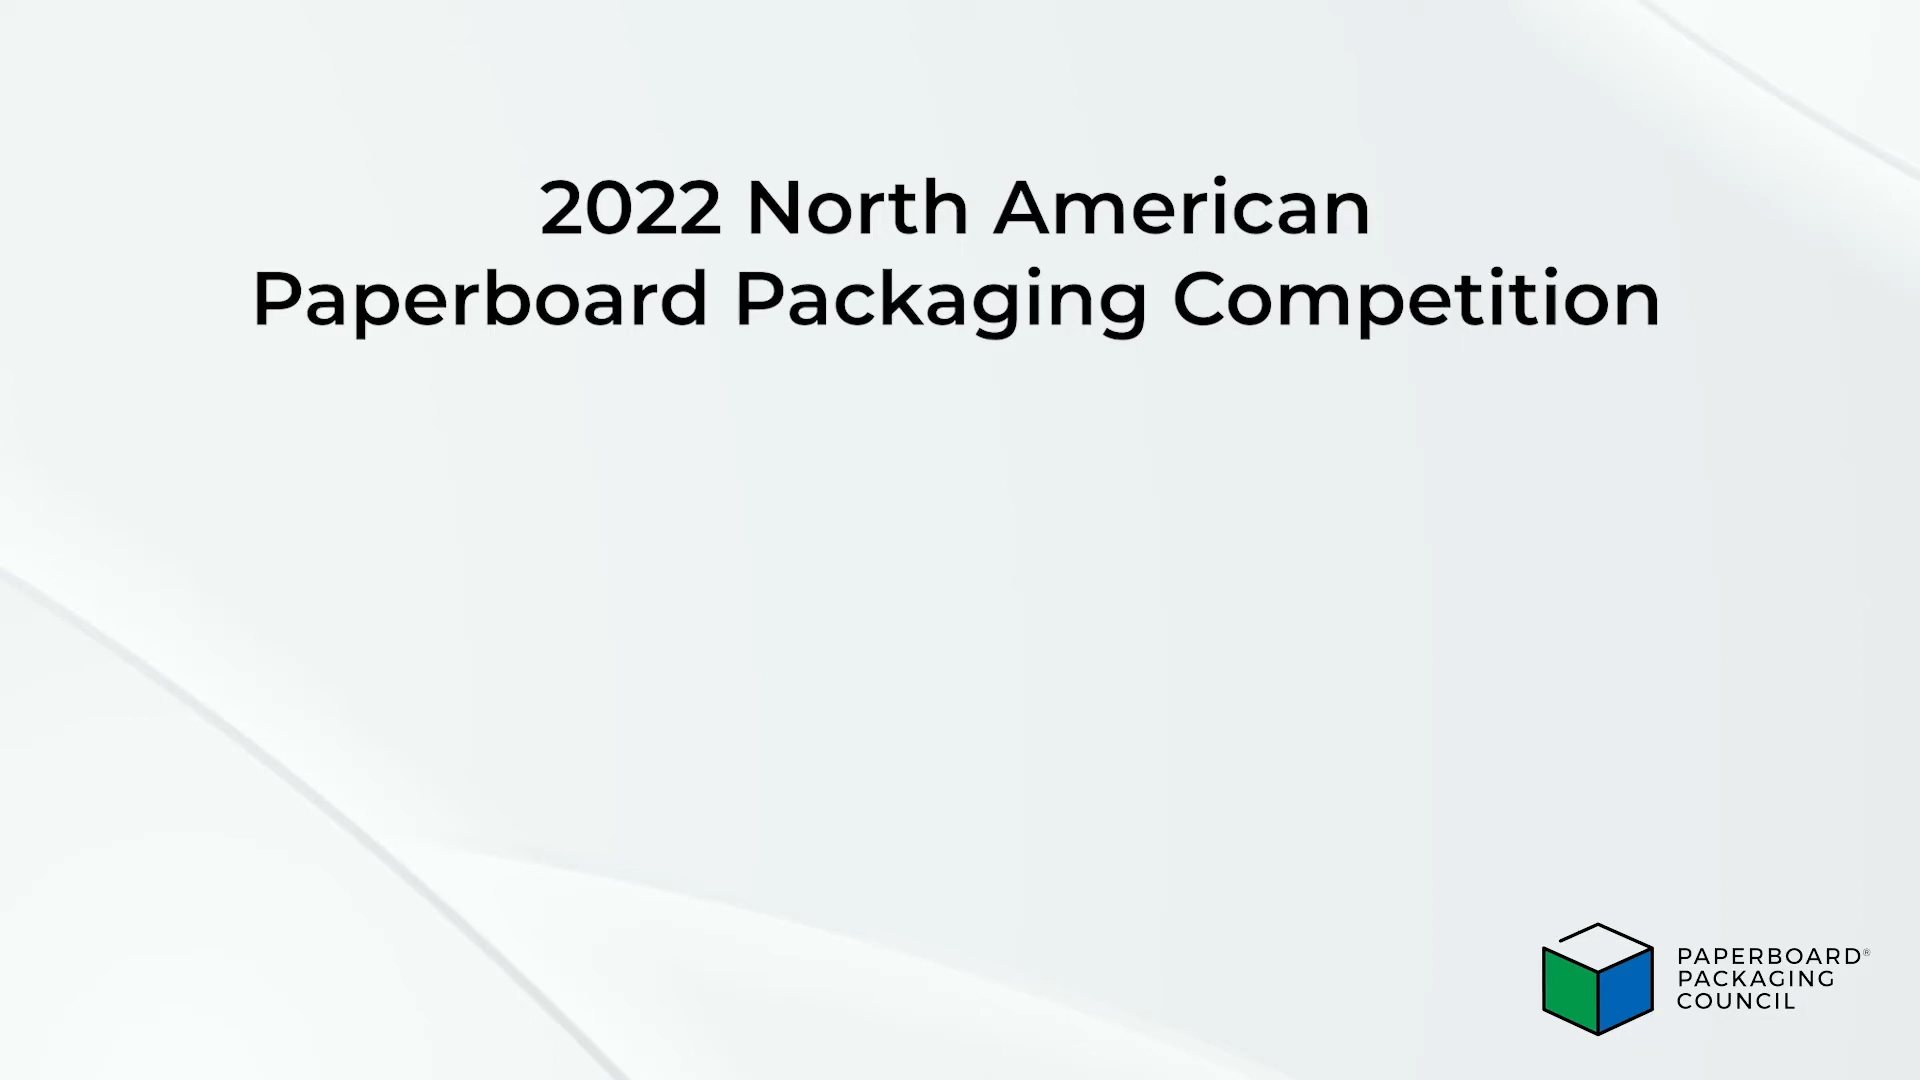 2022 North American
Paperboard Packaging Competition
PAPERBOARD®
PACKAGING
COUNCIL